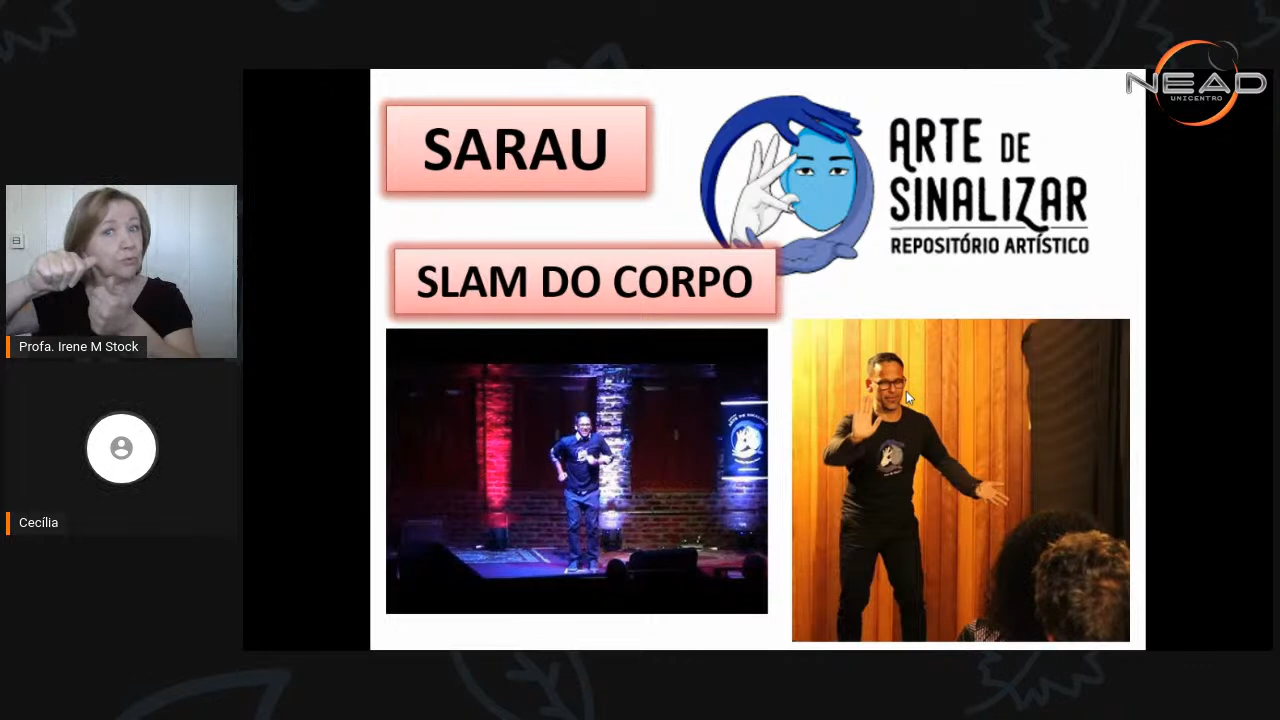 NEAD
UNICENTRO
SARAU
ARTE DE
SINALIZAR
REPOSITÓRIO ARTÍSTICO
SLAM DO CORPO
Profa. Irene M Stock
Cecília